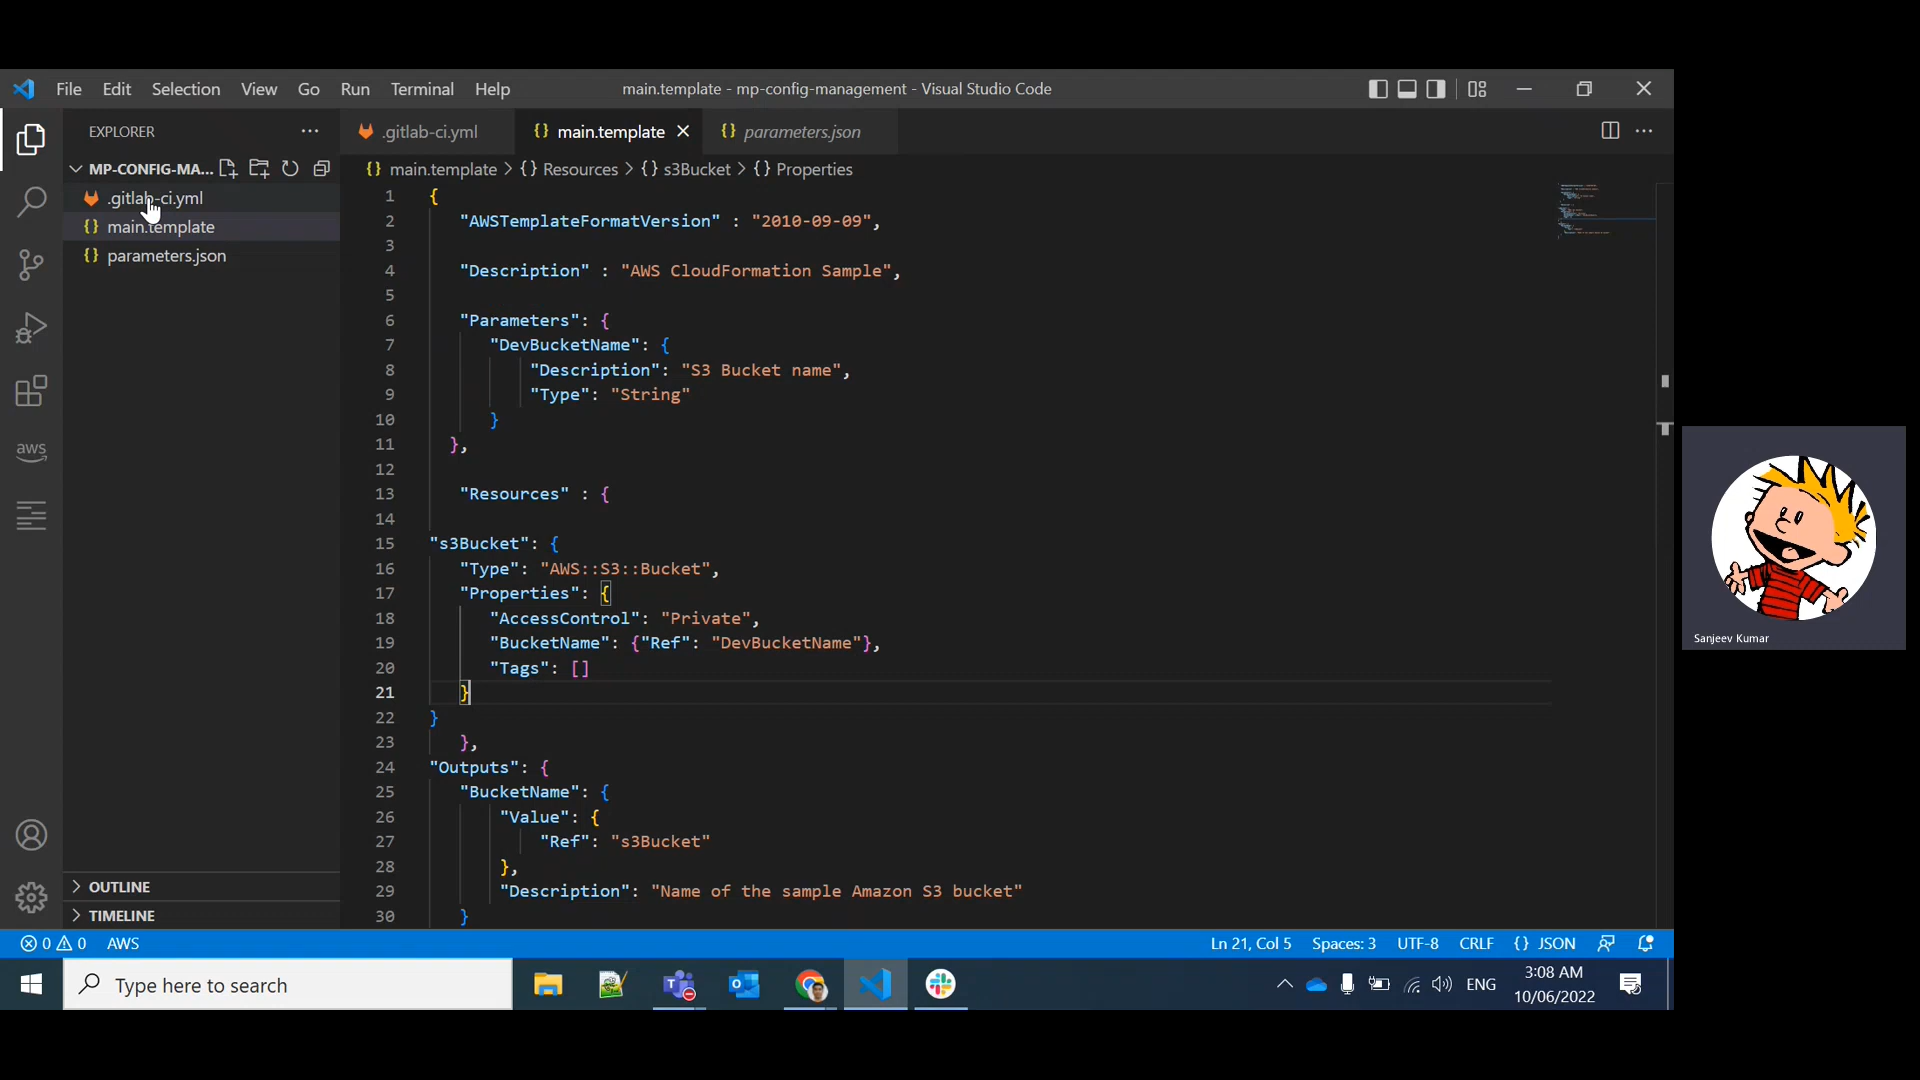 File Edit Selection View Go Run Terminal Help
main.template - mp-config-management - Visual Studio Code
EXPLORER
.gitlab-ci.yml
main.template
parameters.json
MP-CONFIG-MA...
.gitlab-ci.yml
main.template
parameters.json
main.template > {} Resources > {} s3Bucket > {} Properties
1 {
2 "AWSTemplateFormatVersion" : "2010-09-09",
3
4 "Description" : "AWS CloudFormation Sample",
5
6 "Parameters": {
7 "DevBucketName": {
8 "Description": "S3 Bucket name",
9 "Type": "String"
10 }
11 },
12
13 "Resources" : {
14
15 "s3Bucket": {
16 "Type": "AWS::S3::Bucket",
17 "Properties": {
18 "AccessControl": "Private",
19 "BucketName": {"Ref": "DevBucketName"},
20 "Tags": []
21 }
22 }
23 },
24 "Outputs": {
25 "BucketName": {
26 "Value": {
27 "Ref": "s3Bucket"
28 },
29 "Description": "Name of the sample Amazon S3 bucket"
30 }
aws
OUTLINE
TIMELINE
0 0 AWS
Ln 21, Col 5 Spaces: 3 UTF-8 CRLF {} JSON
Type here to search
ENG
3:08 AM
10/06/2022
Sanjeev Kumar